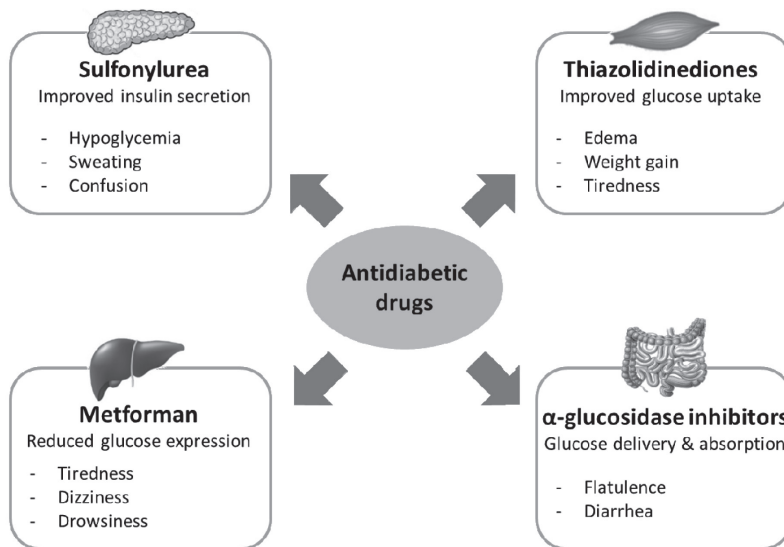 Sulfonylurea
Improved insulin secretion
- Hypoglycemia
- Sweating
- Confusion
Thiazolidinediones
Improved glucose uptake
- Edema
- Weight gain
- Tiredness
Antidiabetic
drugs
Metforman
Reduced glucose expression
- Tiredness
- Dizziness
- Drowsiness
α-glucosidase inhibitors
Glucose delivery & absorption
- Flatulence
- Diarrhea